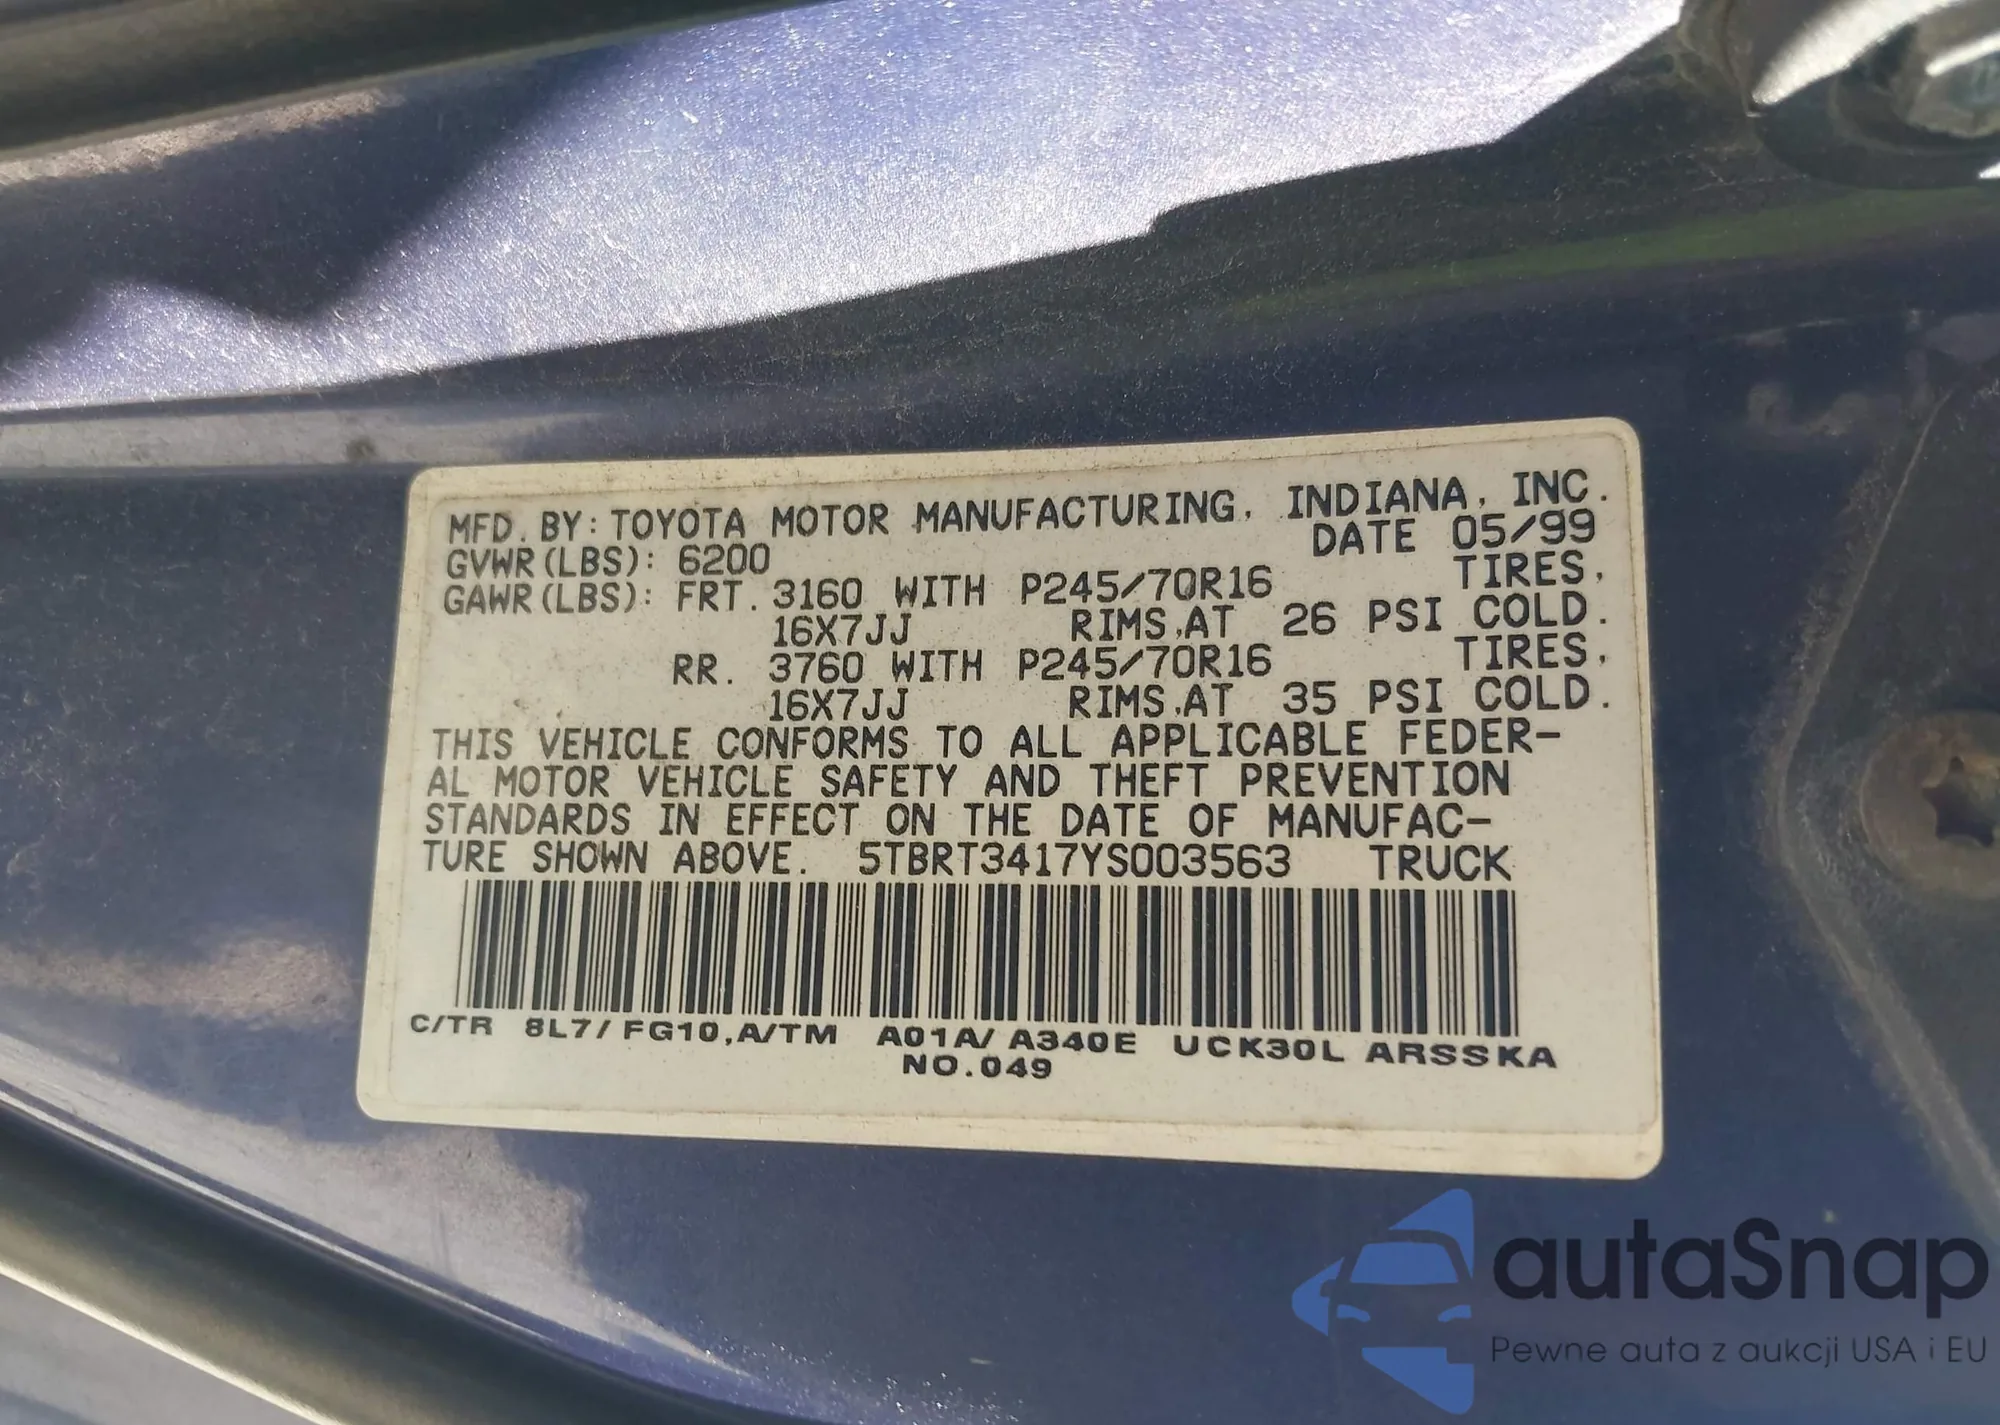 MFD. BY: TOYOTA MOTOR MANUFACTURING, INDIANA, INC.
DATE 05/99
GVWR(LBS): 6200
GAWR(LBS): FRT. 3160 WITH P245/70R16 TIRES,
16X7JJ RIMS,AT 26 PSI COLD.
RR. 3760 WITH P245/70R16 TIRES,
16X7JJ RIMS,AT 35 PSI COLD.
THIS VEHICLE CONFORMS TO ALL APPLICABLE FEDER-
AL MOTOR VEHICLE SAFETY AND THEFT PREVENTION
STANDARDS IN EFFECT ON THE DATE OF MANUFAC-
TURE SHOWN ABOVE. 5TBRT3417YS003563 TRUCK
C/TR 8L7/FG10,A/TM A01A/A340E UCK30L ARSSKA
NO.049
autaSnap
Pewne auta z aukcji USA i EU